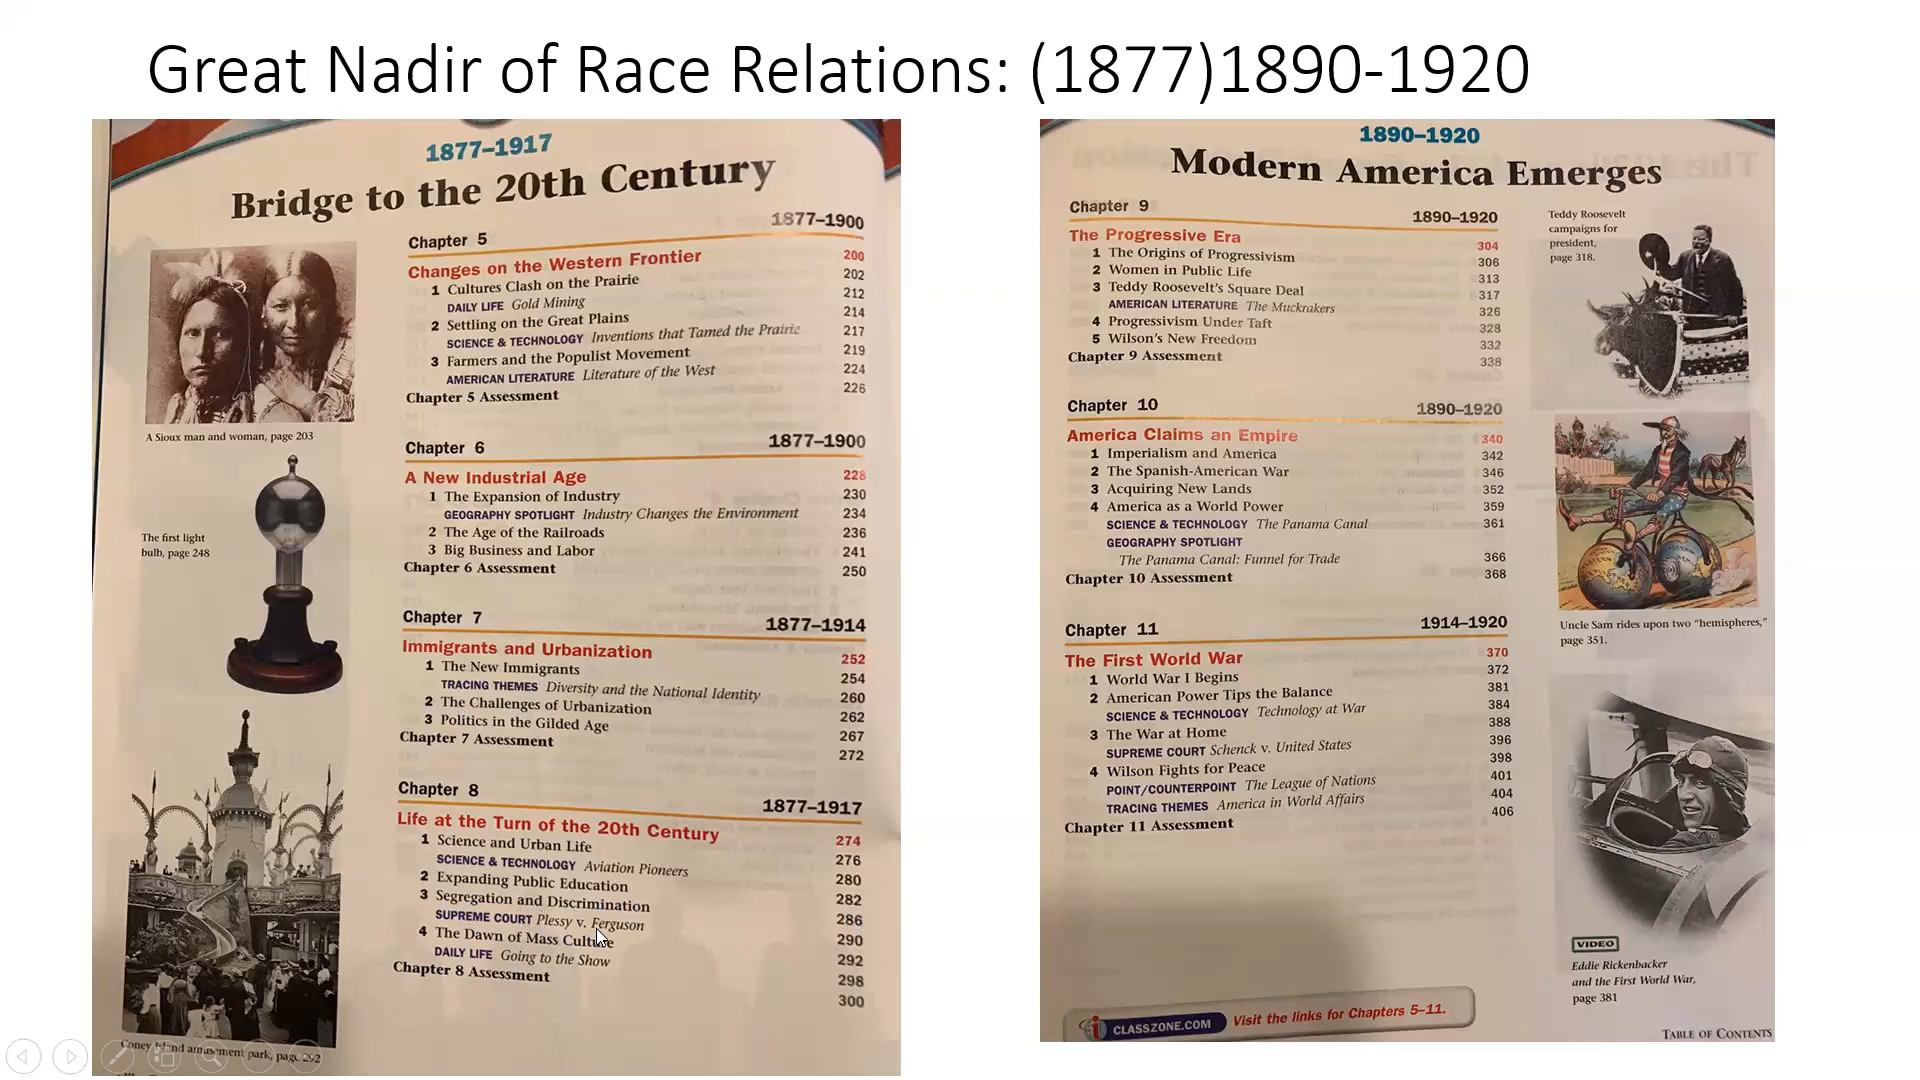 Great Nadir of Race Relations: (1877)1890-1920
1877–1917
Bridge to the 20th Century
Chapter 5 1877–1900
Changes on the Western Frontier 200
1 Cultures Clash on the Prairie 202
DAILY LIFE Gold Mining 212
2 Settling on the Great Plains 214
SCIENCE & TECHNOLOGY Inventions that Tamed the Prairie 217
3 Farmers and the Populist Movement 219
AMERICAN LITERATURE Literature of the West 224
Chapter 5 Assessment 226
A Sioux man and woman, page 203
Chapter 6 1877–1900
A New Industrial Age 228
1 The Expansion of Industry 230
GEOGRAPHY SPOTLIGHT Industry Changes the Environment 234
2 The Age of the Railroads 236
3 Big Business and Labor 241
Chapter 6 Assessment 250
The first light
bulb, page 248
Chapter 7 1877–1914
Immigrants and Urbanization 252
1 The New Immigrants 254
TRACING THEMES Diversity and the National Identity 260
2 The Challenges of Urbanization 262
3 Politics in the Gilded Age 267
Chapter 7 Assessment 272
Chapter 8 1877–1917
Life at the Turn of the 20th Century 274
1 Science and Urban Life 276
SCIENCE & TECHNOLOGY Aviation Pioneers 280
2 Expanding Public Education 282
3 Segregation and Discrimination 286
SUPREME COURT Plessy v. Ferguson 290
4 The Dawn of Mass Culture 292
DAILY LIFE Going to the Show 298
Chapter 8 Assessment 300
Coney Island amusement park, page 292
1890–1920
Modern America Emerges
Chapter 9 1890–1920
The Progressive Era 304
1 The Origins of Progressivism 306
2 Women in Public Life 313
3 Teddy Roosevelt's Square Deal 317
AMERICAN LITERATURE The Muckrakers 326
4 Progressivism Under Taft 328
5 Wilson's New Freedom 332
Chapter 9 Assessment 338
Teddy Roosevelt
campaigns for
president,
page 318.
Chapter 10 1890–1920
America Claims an Empire 340
1 Imperialism and America 342
2 The Spanish-American War 346
3 Acquiring New Lands 352
4 America as a World Power 359
SCIENCE & TECHNOLOGY The Panama Canal 361
GEOGRAPHY SPOTLIGHT
The Panama Canal: Funnel for Trade 366
Chapter 10 Assessment 368
Uncle Sam rides upon two "hemispheres,"
page 351.
Chapter 11 1914–1920
The First World War 370
1 World War I Begins 372
2 American Power Tips the Balance 381
SCIENCE & TECHNOLOGY Technology at War 384
3 The War at Home 388
SUPREME COURT Schenck v. United States 396
4 Wilson Fights for Peace 398
POINT/COUNTERPOINT The League of Nations 401
TRACING THEMES America in World Affairs 404
Chapter 11 Assessment 406
VIDEO
Eddie Rickenbacker
and the First World War,
page 381
CLASSZONE.COM Visit the links for Chapters 5–11.
TABLE OF CONTENTS